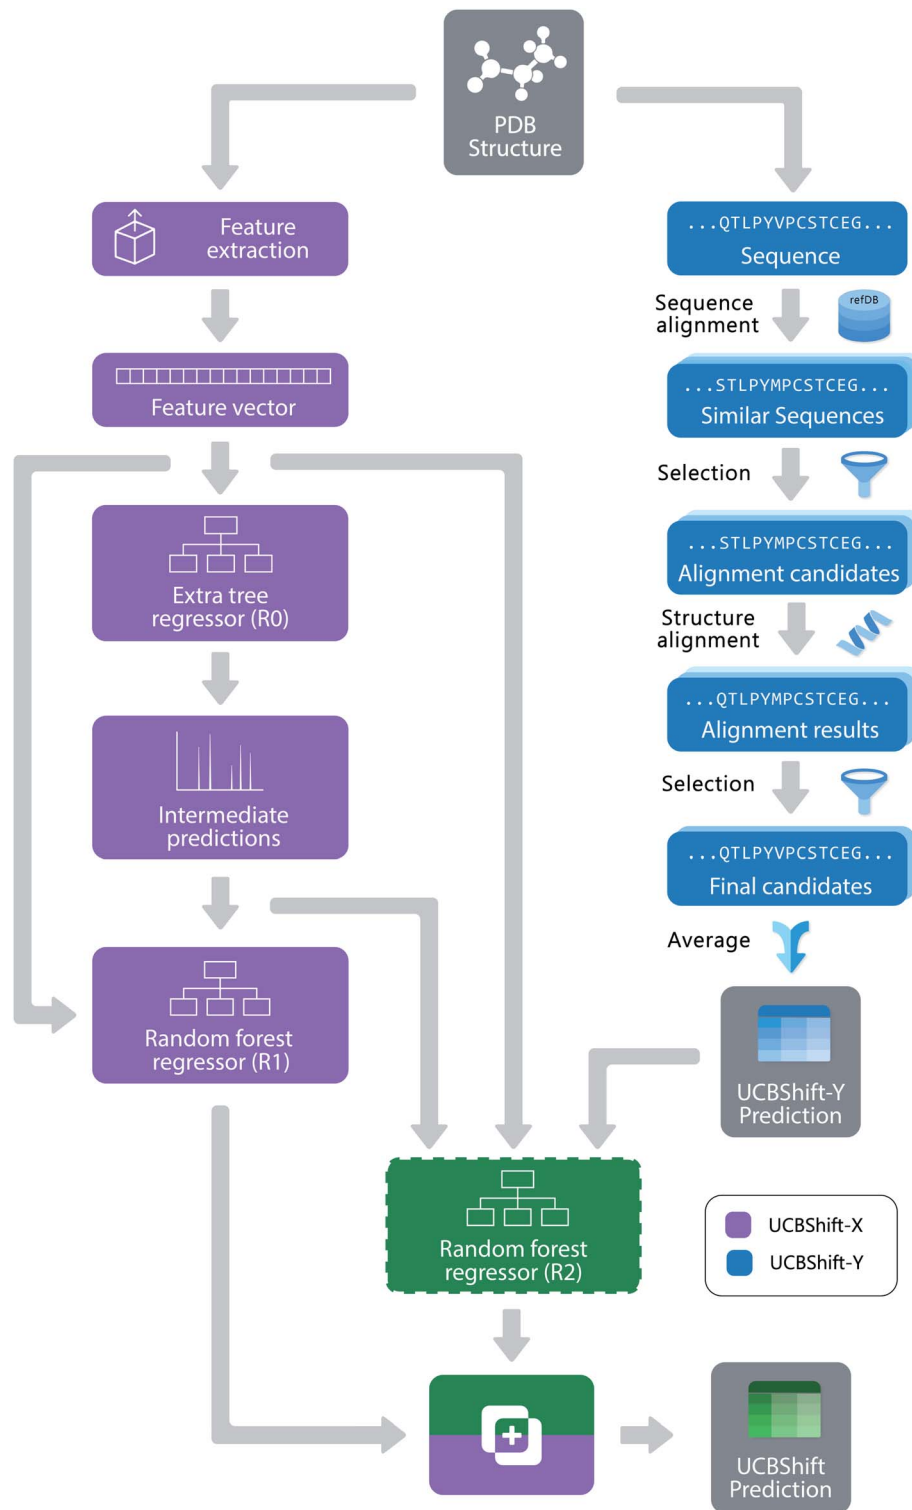 PDB
Structure
Feature
extraction
Feature vector
Extra tree
regressor (R0)
Intermediate
predictions
Random forest
regressor (R1)
...QTLPYVPCSTCEG...
Sequence
Sequence
alignment
refDB
...STLPYMPCSTCEG...
Similar Sequences
Selection
...STLPYMPCSTCEG...
Alignment candidates
Structure
alignment
...QTLPYMPCSTCEG...
Alignment results
Selection
...QTLPYVPCSTCEG...
Final candidates
Average
UCBShift-Y
Prediction
Random forest
regressor (R2)
UCBShift-X
UCBShift-Y
UCBShift
Prediction